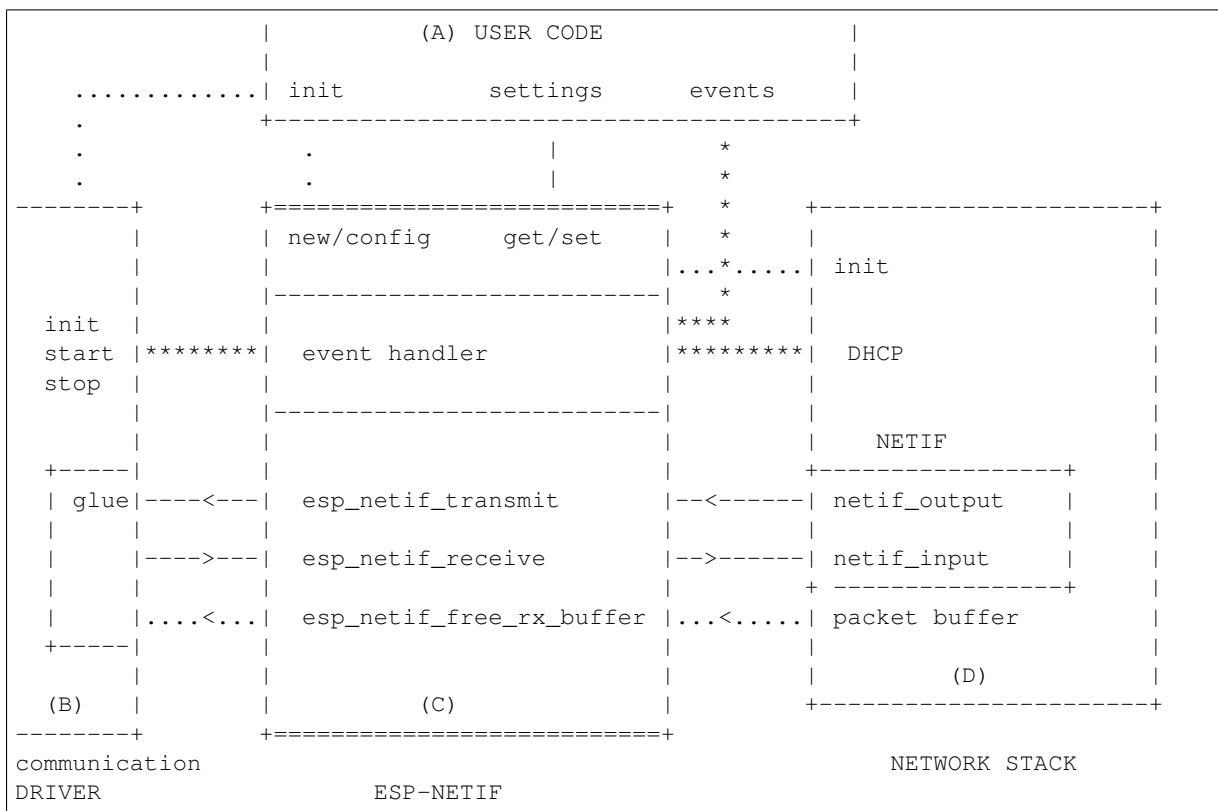 (A) USER CODE
init settings events
new/config get/set
init
init
start event handler DHCP
stop
NETIF
glue esp_netif_transmit netif_output
esp_netif_receive netif_input
esp_netif_free_rx_buffer packet buffer
(D)
(B) (C)
communication NETWORK STACK
DRIVER ESP-NETIF